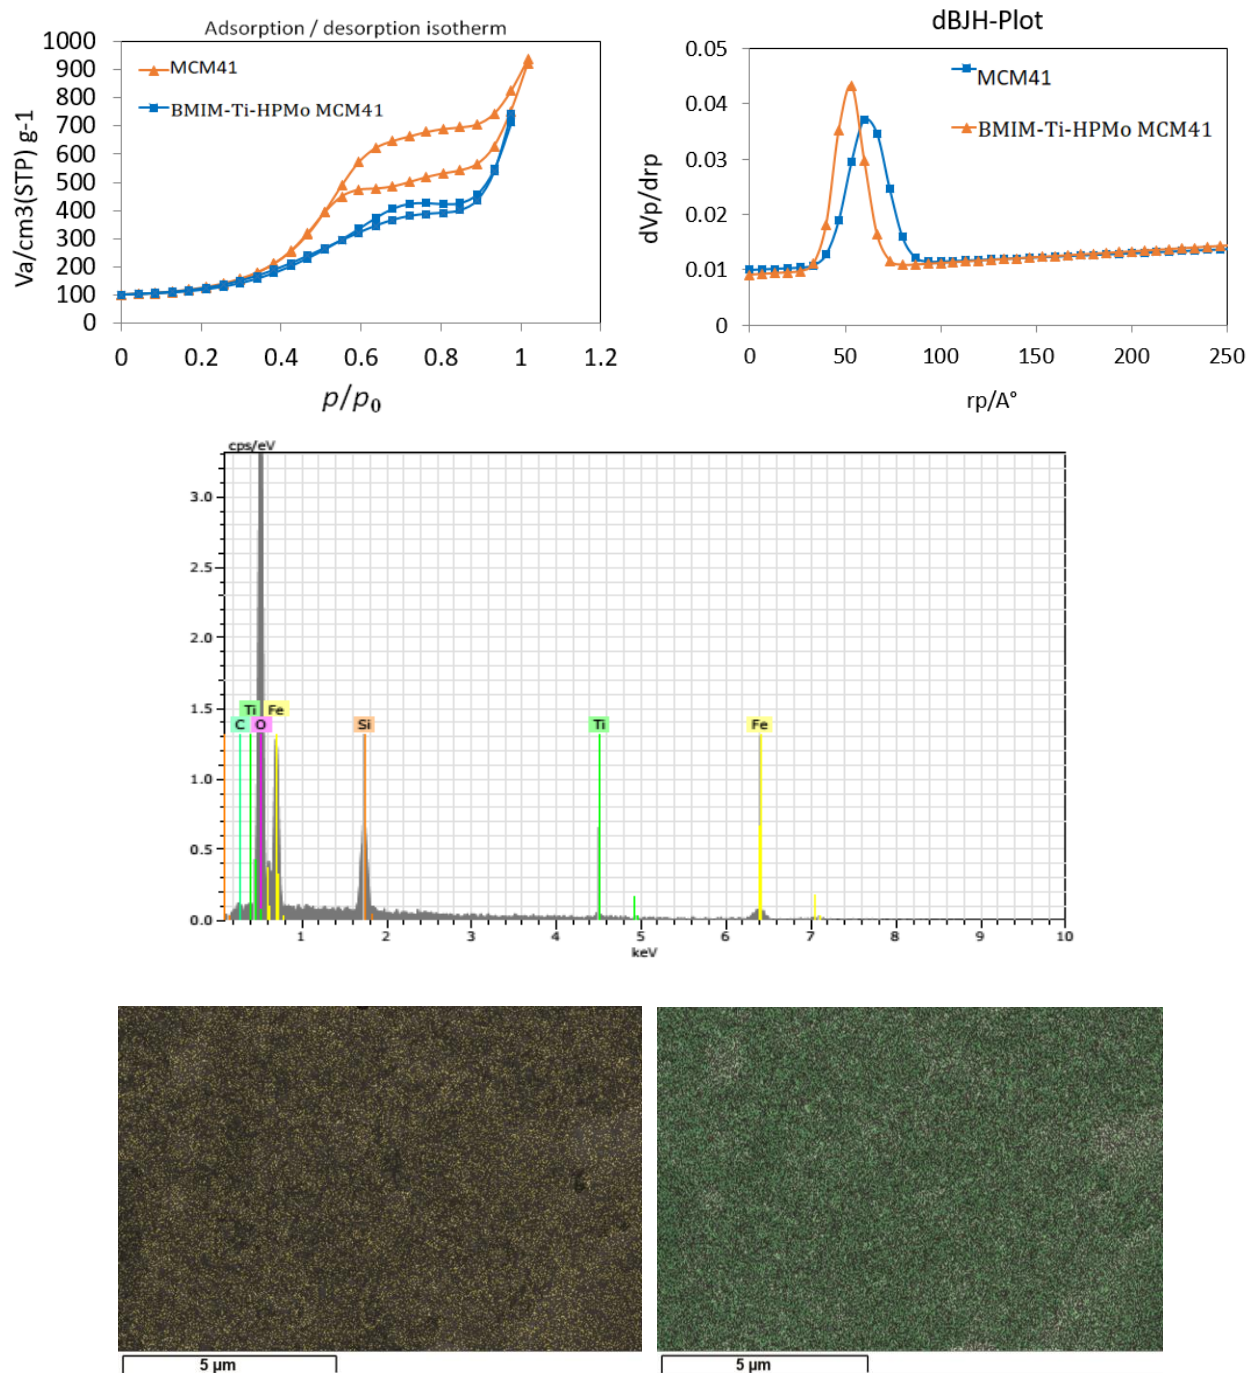 Adsorption / desorption isotherm
Va/cm3(STP) g-1
1000
900
800
700
600
500
400
300
200
100
0
MCM41
BMIM-Ti-HPMo MCM41
0 0.2 0.4 0.6 0.8 1 1.2
p/p₀
dBJH-Plot
dVp/drp
0.05
0.04
0.03
0.02
0.01
0
MCM41
BMIM-Ti-HPMo MCM41
0 50 100 150 200 250
rp/A°
cps/eV
3.0
2.5
2.0
1.5
1.0
0.5
0.0
Ti Fe
C O Si Ti Fe
1 2 3 4 5 6 7 8 9 10
keV
5 µm
5 µm